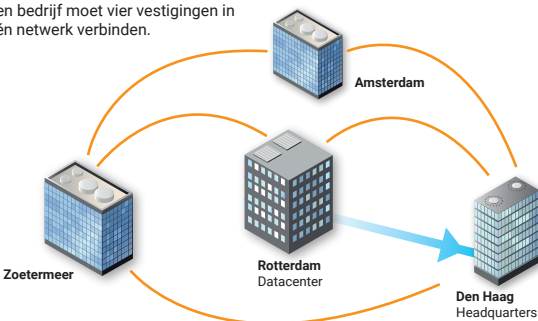 en bedrijf moet vier vestigingen in
én netwerk verbinden.
Amsterdam
Zoetermeer
Rotterdam
Datacenter
Den Haag
Headquarters